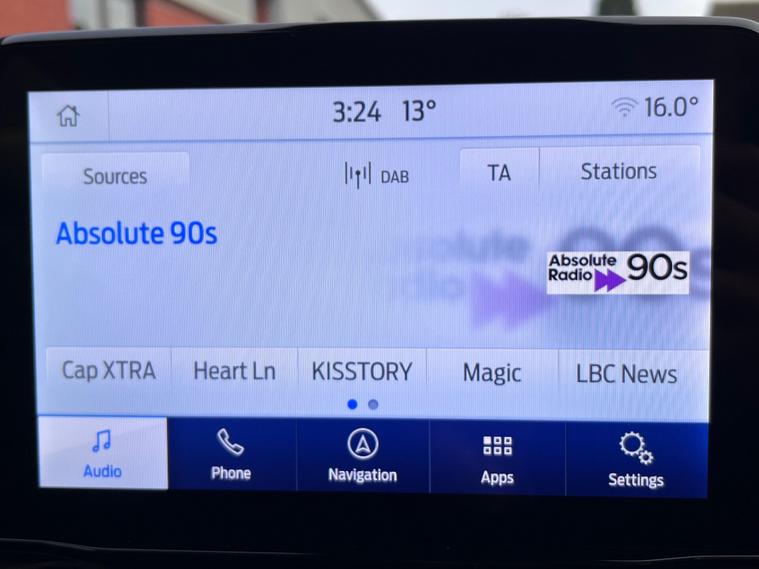 3:24 13° 16.0°
Sources DAB TA Stations
Absolute 90s
Absolute
Radio 90s
Cap XTRA Heart Ln KISSTORY Magic LBC News
Audio Phone Navigation Apps Settings